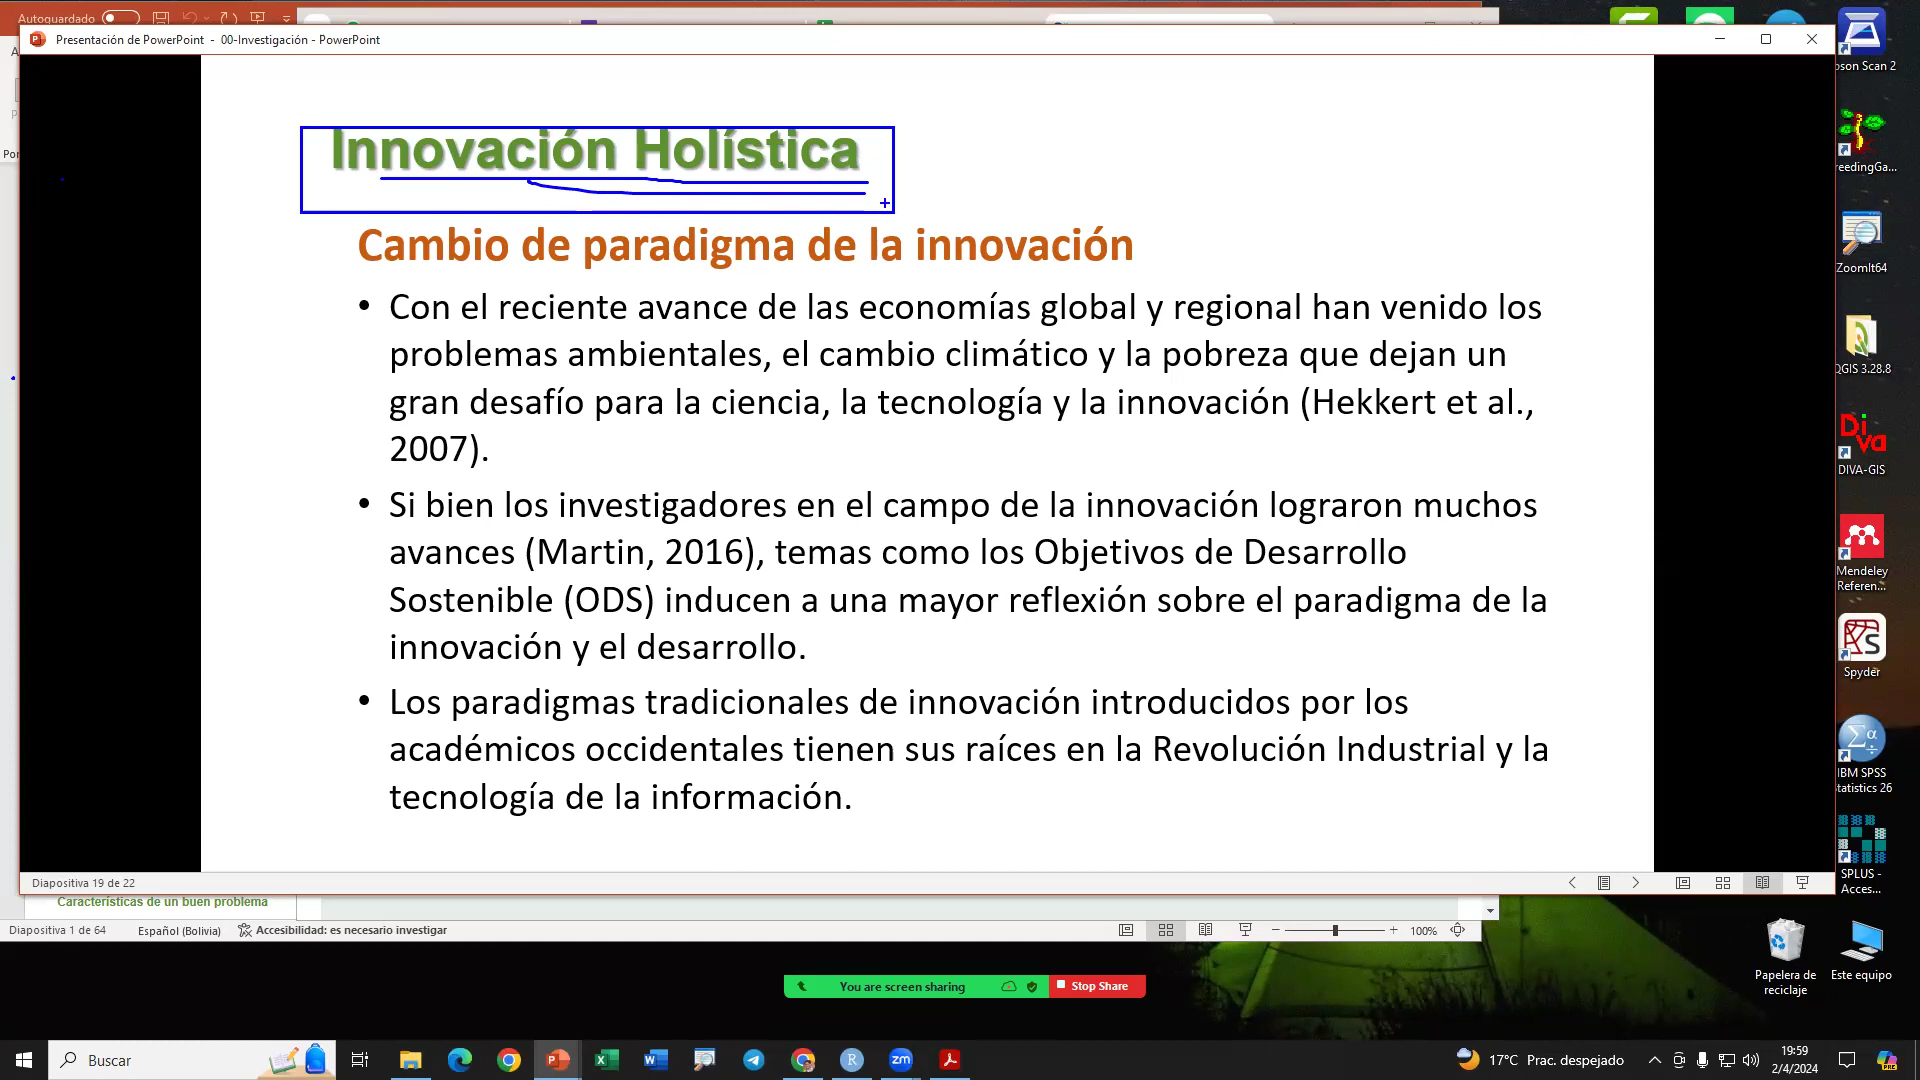 Autoguardado
Presentación de PowerPoint - 00-Investigación - PowerPoint
Innovación Holística
Cambio de paradigma de la innovación
• Con el reciente avance de las economías global y regional han venido los
problemas ambientales, el cambio climático y la pobreza que dejan un
gran desafío para la ciencia, la tecnología y la innovación (Hekkert et al.,
2007).
• Si bien los investigadores en el campo de la innovación lograron muchos
avances (Martin, 2016), temas como los Objetivos de Desarrollo
Sostenible (ODS) inducen a una mayor reflexión sobre el paradigma de la
innovación y el desarrollo.
• Los paradigmas tradicionales de innovación introducidos por los
académicos occidentales tienen sus raíces en la Revolución Industrial y la
tecnología de la información.
Diapositiva 19 de 22
Características de un buen problema
Diapositiva 1 de 64
Español (Bolivia)
Accesibilidad: es necesario investigar
100%
You are screen sharing
Stop Share
oson Scan 2
reedingGa...
ZoomIt64
QGIS 3.28.8
DIVA-GIS
Mendeley
Referen...
Spyder
IBM SPSS
tatistics 26
SPLUS -
Acces...
Papelera de
reciclaje
Este equipo
Buscar
17°C Prac. despejado
19:59
2/4/2024